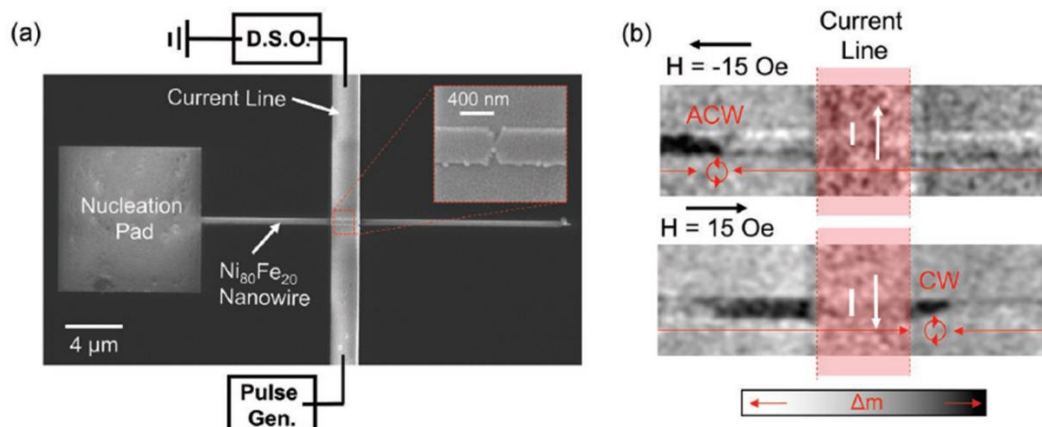 (a)
D.S.O.
Current Line
400 nm
Nucleation
Pad
Ni₈₀Fe₂₀
Nanowire
4 μm
Pulse
Gen.
(b)
Current
Line
H = -15 Oe
ACW
I
H = 15 Oe
CW
I
Δm